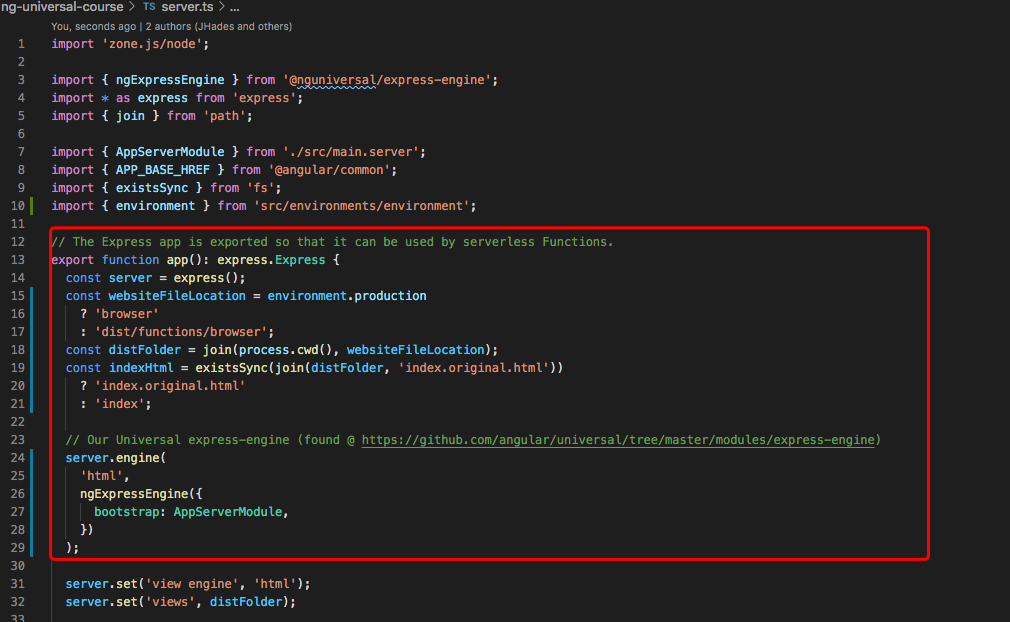 ng-universal-course > TS server.ts > ...
You, seconds ago | 2 authors (JHades and others)
1 import 'zone.js/node';
2
3 import { ngExpressEngine } from '@nguniversal/express-engine';
4 import * as express from 'express';
5 import { join } from 'path';
6
7 import { AppServerModule } from './src/main.server';
8 import { APP_BASE_HREF } from '@angular/common';
9 import { existsSync } from 'fs';
10 import { environment } from 'src/environments/environment';
11
12 // The Express app is exported so that it can be used by serverless Functions.
13 export function app(): express.Express {
14 const server = express();
15 const websiteFileLocation = environment.production
16 ? 'browser'
17 : 'dist/functions/browser';
18 const distFolder = join(process.cwd(), websiteFileLocation);
19 const indexHtml = existsSync(join(distFolder, 'index.original.html'))
20 ? 'index.original.html'
21 : 'index';
22
23 // Our Universal express-engine (found @ https://github.com/angular/universal/tree/master/modules/express-engine)
24 server.engine(
25 'html',
26 ngExpressEngine({
27 bootstrap: AppServerModule,
28 })
29 );
30
31 server.set('view engine', 'html');
32 server.set('views', distFolder);
33